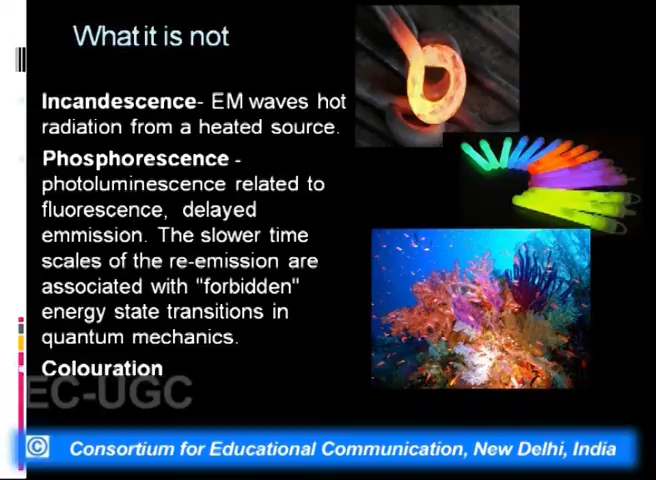 What it is not
Incandescence- EM waves hot
radiation from a heated source.
Phosphorescence -
photoluminescence related to
fluorescence, delayed
emmission. The slower time
scales of the re-emission are
associated with "forbidden"
energy state transitions in
quantum mechanics.
Colouration
EC-UGC
© Consortium for Educational Communication, New Delhi, India